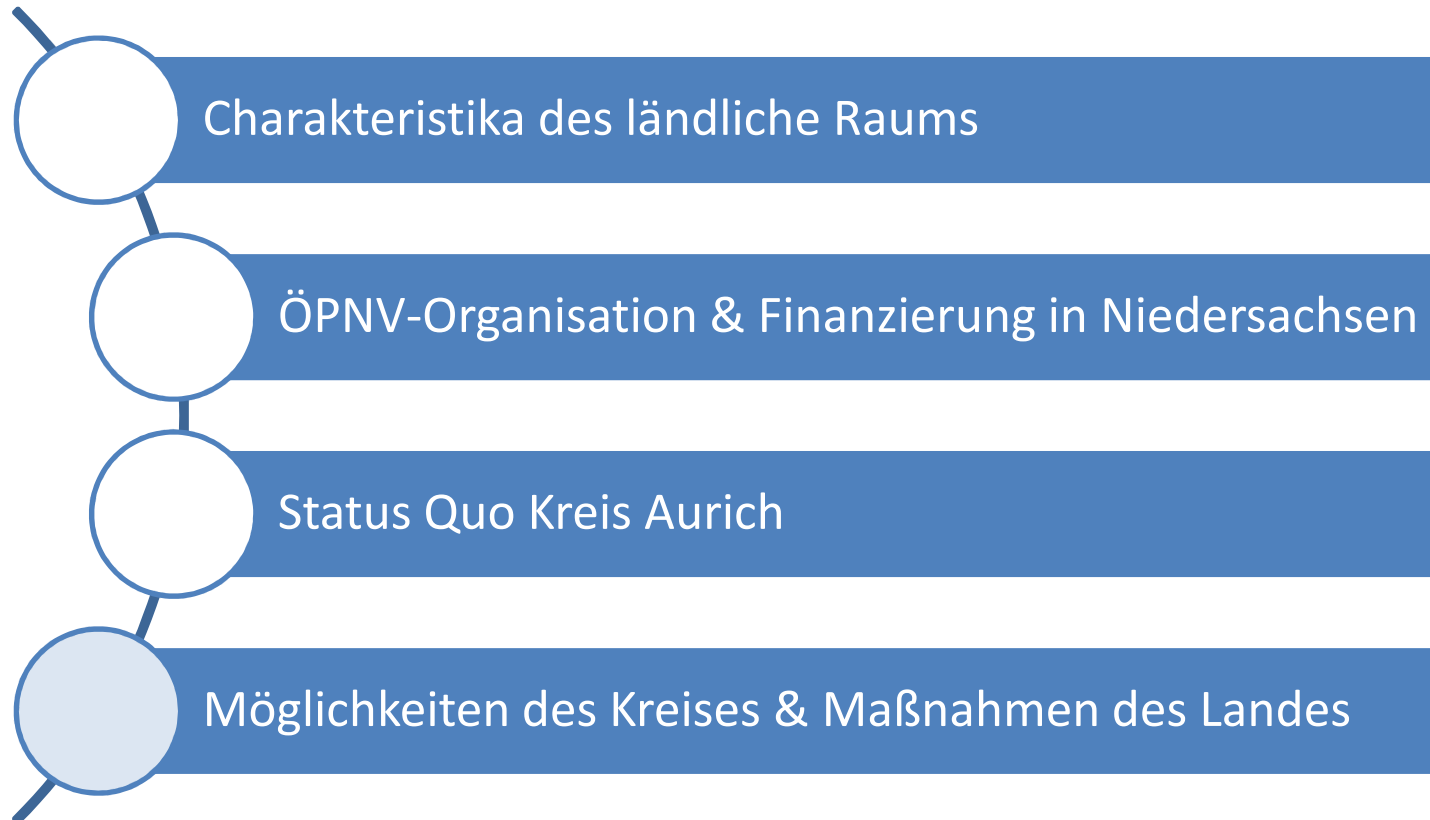 Charakteristika des ländliche Raums
ÖPNV-Organisation & Finanzierung in Niedersachsen
Status Quo Kreis Aurich
Möglichkeiten des Kreises & Maßnahmen des Landes